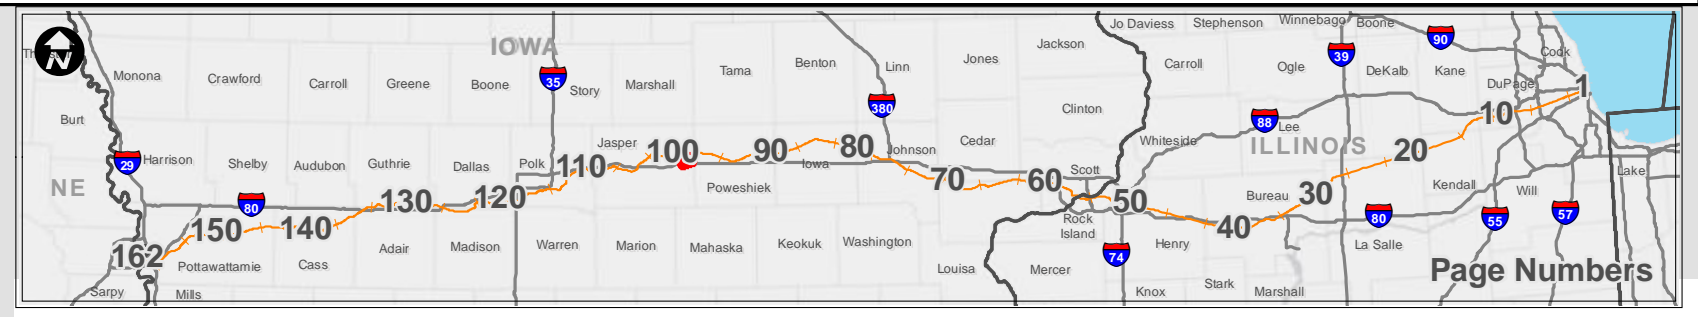 Jo Daviess Stephenson Winnebago Boone
IOWA
Jackson
39
90
Cook
N
Monona Crawford Carroll Greene Boone
35
Story Marshall Tama Benton Linn Jones
Carroll Ogle DeKalb Kane DuPage
1
380
Clinton
10
Burt
88
Lee
Whiteside
ILLINOIS
20
29
Harrison Shelby Audubon Guthrie Dallas Polk
Jasper
110 100 90 80
Iowa
Johnson Cedar
Scott
Lake
NE
80
Poweshiek
70 60 50
Bureau
30
Kendall Will
162 150 140 130 120
Rock
Island
40
80
55
57
Pottawattamie Cass Adair Madison Warren Marion Mahaska Keokuk Washington
74
Henry
La Salle
Louisa Mercer
Page Numbers
Sarpy Mills
Knox Stark Marshall